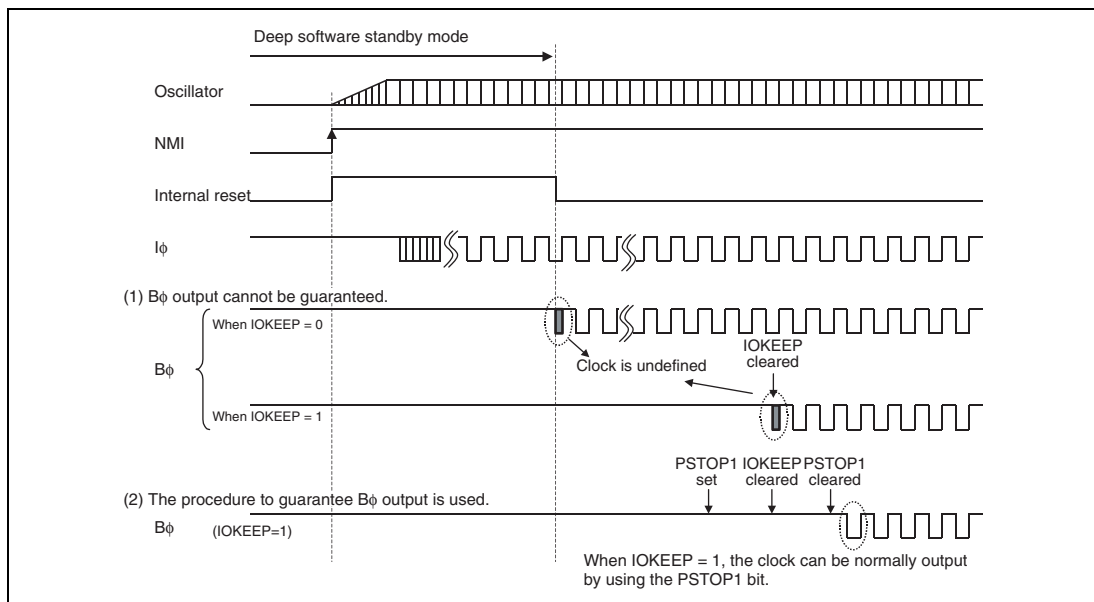 Deep software standby mode
Oscillator
NMI
Internal reset
Iϕ
(1) Bϕ output cannot be guaranteed.
When IOKEEP = 0
IOKEEP
cleared
Clock is undefined
Bϕ
When IOKEEP = 1
PSTOP1 IOKEEP PSTOP1
set cleared cleared
(2) The procedure to guarantee Bϕ output is used.
Bϕ (IOKEEP=1)
When IOKEEP = 1, the clock can be normally output
by using the PSTOP1 bit.